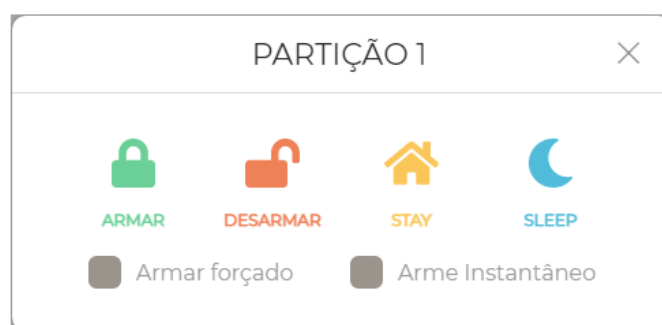 PARTIÇÃO 1
ARMAR DESARMAR STAY SLEEP
Armar forçado Arme Instantâneo